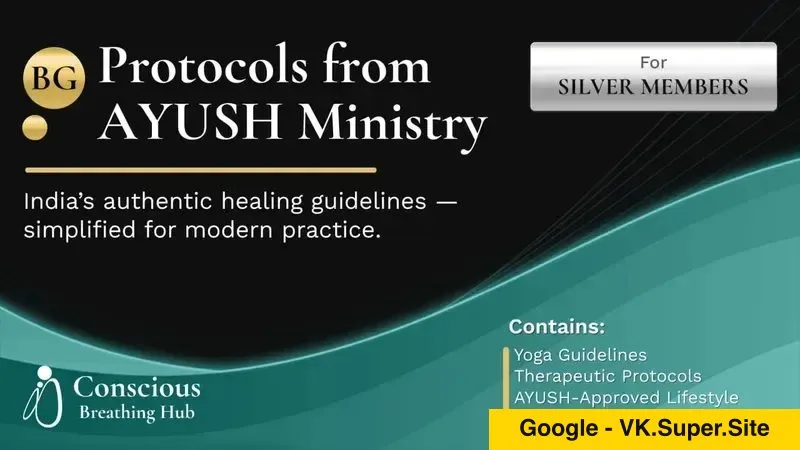 BG
Protocols from
AYUSH Ministry
For
SILVER MEMBERS
India’s authentic healing guidelines —
simplified for modern practice.
Contains:
Yoga Guidelines
Therapeutic Protocols
AYUSH-Approved Lifestyle
Conscious
Breathing Hub
Google - VK.Super.Site